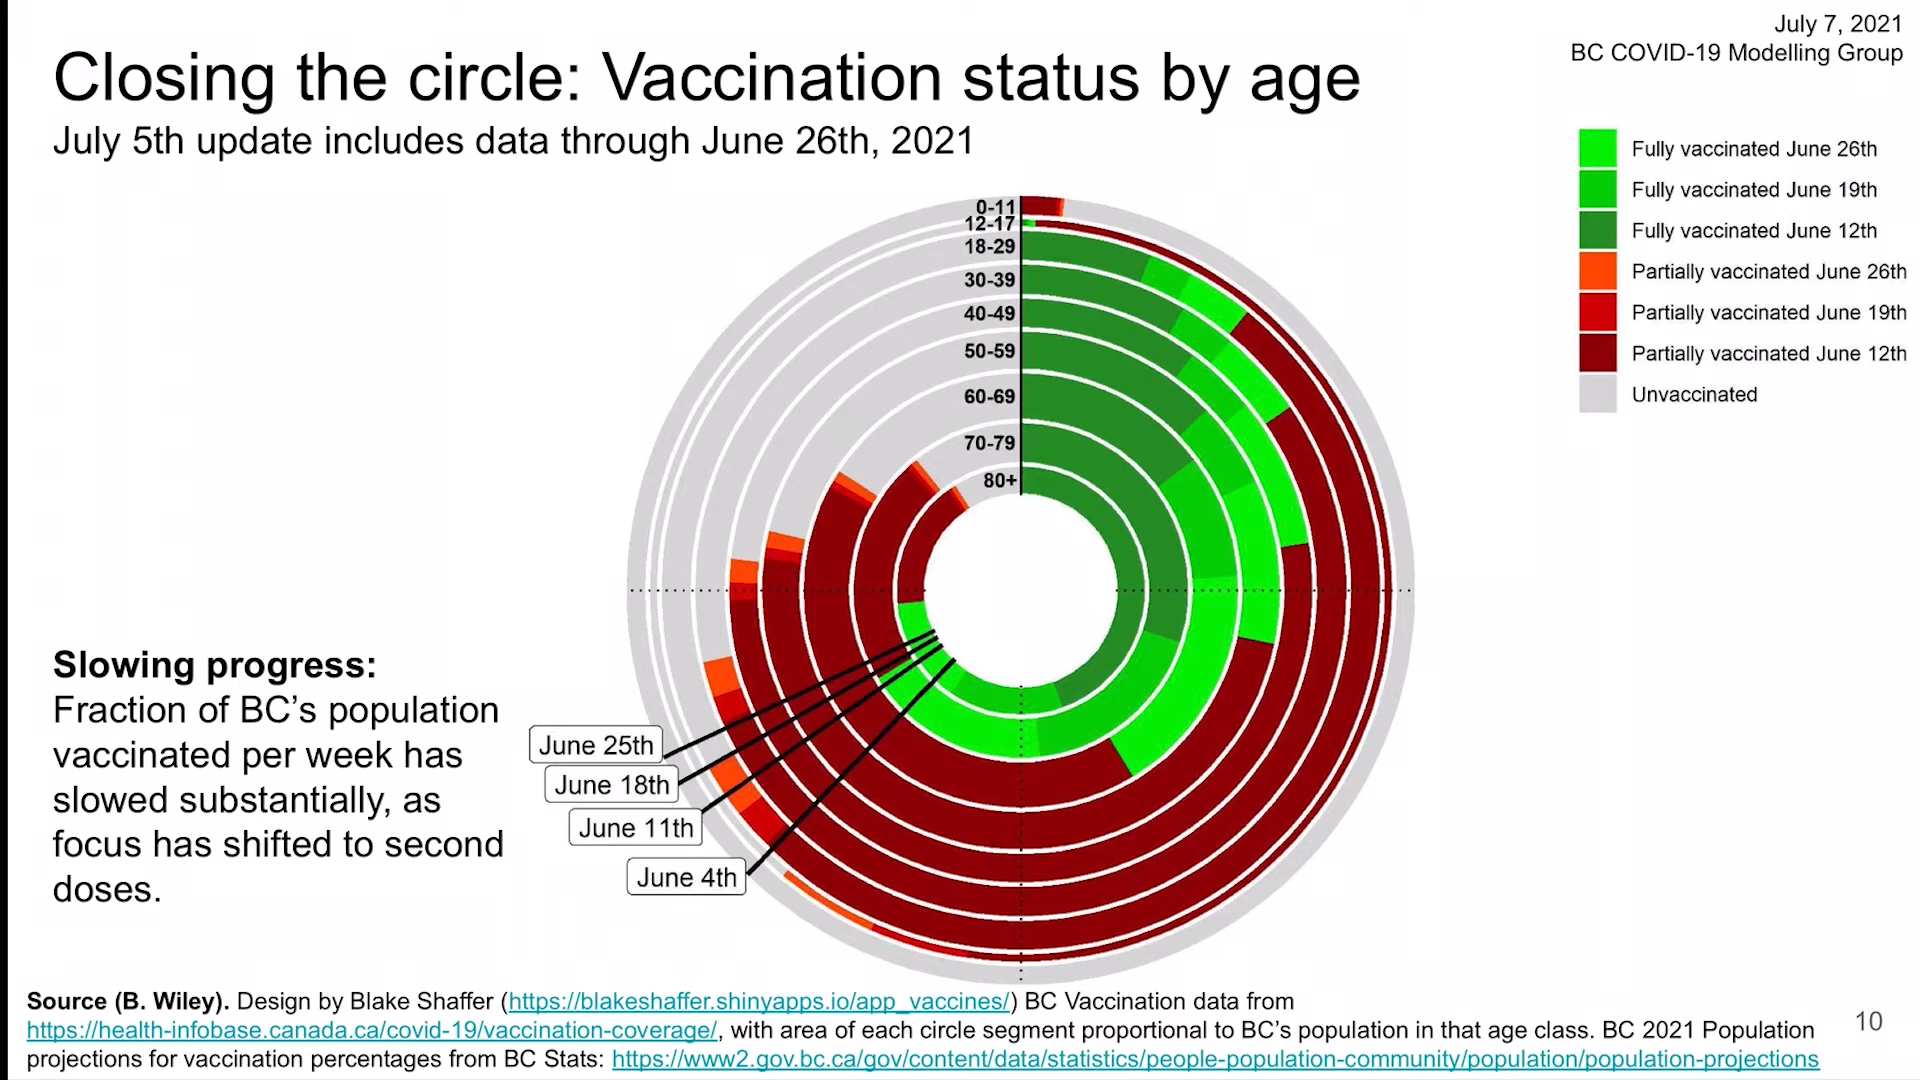 July 7, 2021
BC COVID-19 Modelling Group
Closing the circle: Vaccination status by age
July 5th update includes data through June 26th, 2021
Fully vaccinated June 26th
Fully vaccinated June 19th
Fully vaccinated June 12th
Partially vaccinated June 26th
Partially vaccinated June 19th
Partially vaccinated June 12th
Unvaccinated
0-11
12-17
18-29
30-39
40-49
50-59
60-69
70-79
80+
Slowing progress:
Fraction of BC's population
vaccinated per week has
slowed substantially, as
focus has shifted to second
doses.
June 25th
June 18th
June 11th
June 4th
Source (B. Wiley). Design by Blake Shaffer (https://blakeshaffer.shinyapps.io/app_vaccines/) BC Vaccination data from
https://health-infobase.canada.ca/covid-19/vaccination-coverage/, with area of each circle segment proportional to BC's population in that age class. BC 2021 Population
projections for vaccination percentages from BC Stats: https://www2.gov.bc.ca/gov/content/data/statistics/people-population-community/population/population-projections
10